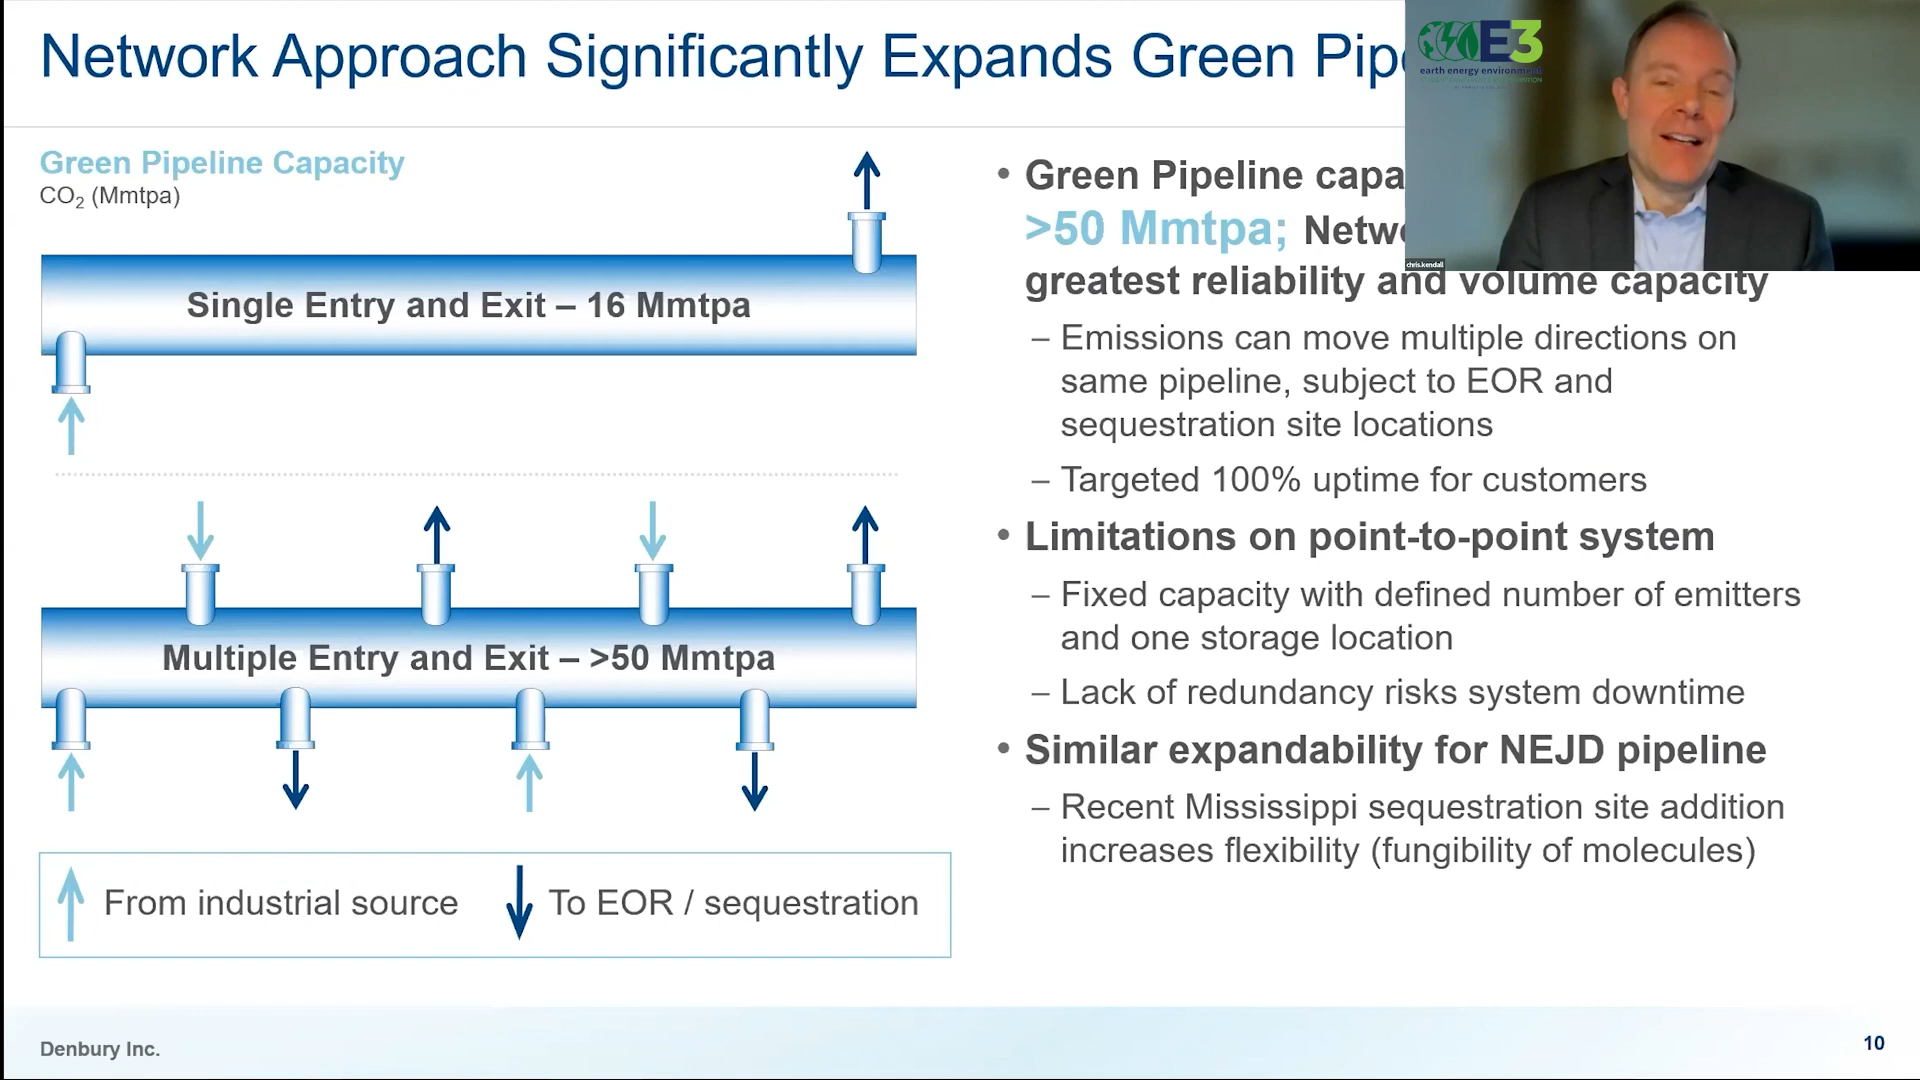 Network Approach Significantly Expands Green Pip
E3
earth energy environment
chris.kendall
Green Pipeline Capacity
CO₂ (Mmtpa)
Single Entry and Exit – 16 Mmtpa
Multiple Entry and Exit – >50 Mmtpa
From industrial source
To EOR / sequestration
• Green Pipeline capa
>50 Mmtpa; Netw
greatest reliability and volume capacity
– Emissions can move multiple directions on
same pipeline, subject to EOR and
sequestration site locations
– Targeted 100% uptime for customers
• Limitations on point-to-point system
– Fixed capacity with defined number of emitters
and one storage location
– Lack of redundancy risks system downtime
• Similar expandability for NEJD pipeline
– Recent Mississippi sequestration site addition
increases flexibility (fungibility of molecules)
Denbury Inc.
10